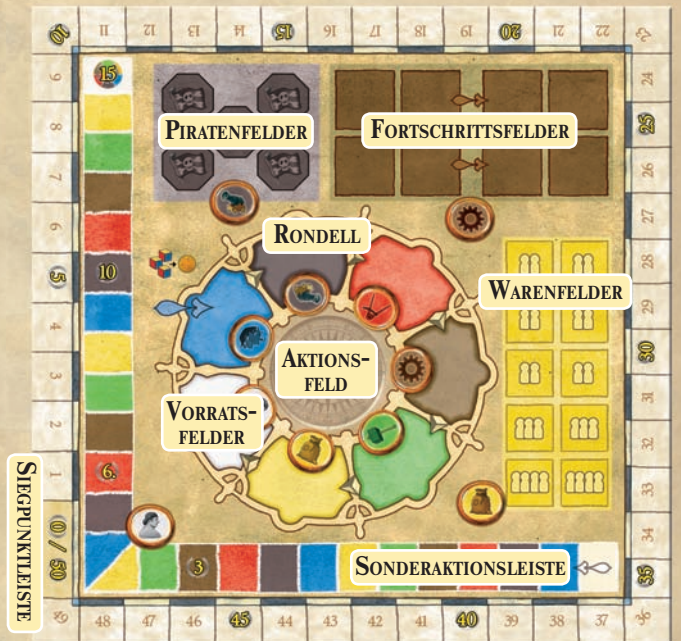 10 11 12 13 14 15 16 17 18 19 20 21 22 23
9 15 24
8 PIRATENFELDER FORTSCHRITTSFELDER 25
7 26
6 27
RONDELL
5 10 28
WARENFELDER
4 29
30
AKTIONS-
FELD
3 31
VORRATS-
FELDER
2 32
1 6 33
SIEGPUNKTLEISTE
0 / 50 34
3 SONDERAKTIONSLEISTE 35
49 48 47 46 45 44 43 42 41 40 39 38 37 36